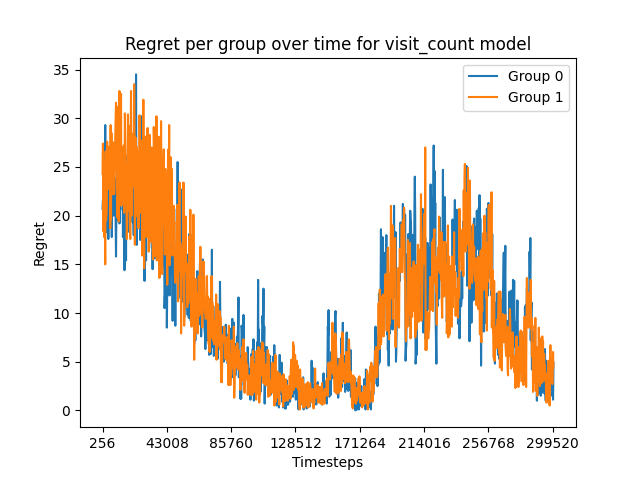 Regret per group over time for visit_count model
Group 0
Group 1
35
30
25
20
15
10
5
0
Regret
256 43008 85760 128512 171264 214016 256768 299520
Timesteps